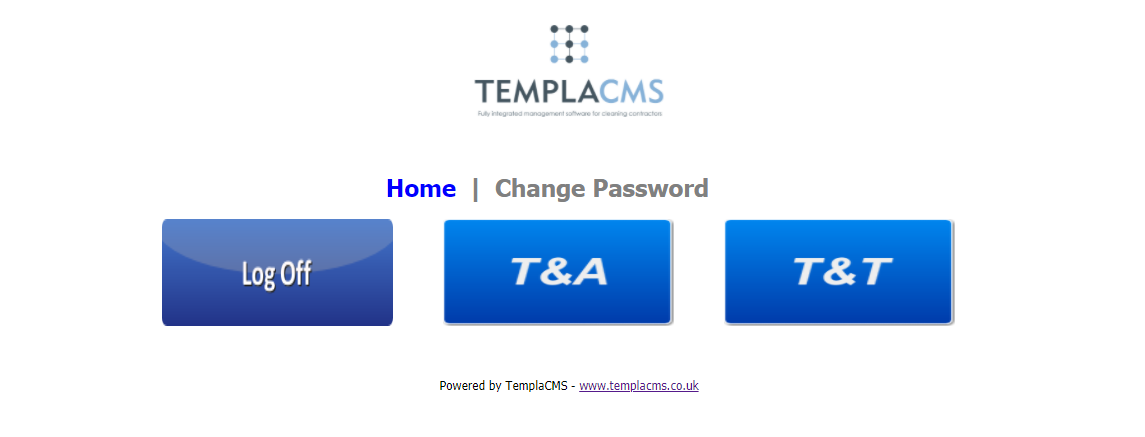 TEMPLACMS
Fully integrated management software for cleaning contractors
Home | Change Password
Log Off
T&A
T&T
Powered by TemplaCMS - www.templacms.co.uk